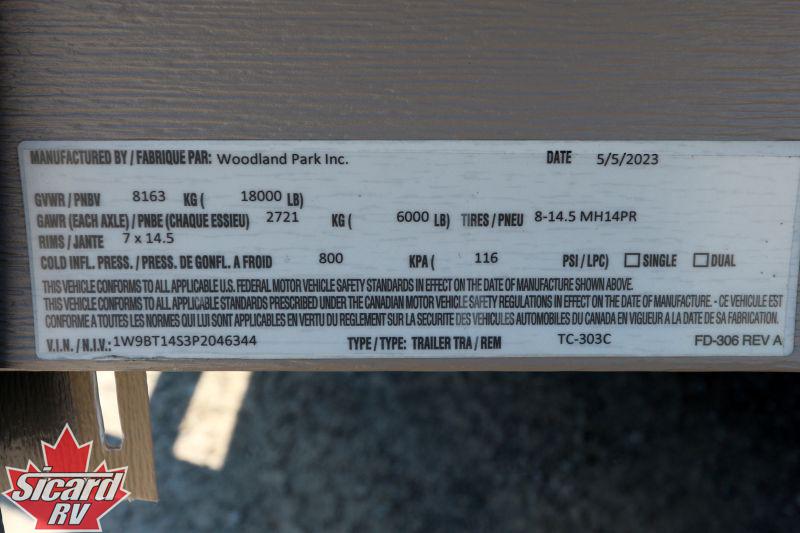 MANUFACTURED BY / FABRIQUE PAR: Woodland Park Inc. DATE 5/5/2023
GVWR / PNBV 8163 KG ( 18000 LB)
GAWR (EACH AXLE) / PNBE (CHAQUE ESSIEU) 2721 KG ( 6000 LB) TIRES / PNEU 8-14.5 MH14PR
RIMS / JANTE 7 x 14.5
COLD INFL. PRESS. / PRESS. DE GONFL. A FROID 800 KPA ( 116 PSI / LPC) SINGLE DUAL
THIS VEHICLE CONFORMS TO ALL APPLICABLE U.S. FEDERAL MOTOR VEHICLE SAFETY STANDARDS IN EFFECT ON THE DATE OF MANUFACTURE SHOWN ABOVE.
THIS VEHICLE CONFORMS TO ALL APPLICABLE STANDARDS PRESCRIBED UNDER THE CANADIAN MOTOR VEHICLE SAFETY REGULATIONS IN EFFECT ON THE DATE OF MANUFACTURE. - CE VEHICULE EST
CONFORME A TOUTES LES NORMES QUI LUI SONT APPLICABLES EN VERTU DU REGLEMENT SUR LA SECURITE DES VEHICULES AUTOMOBILES DU CANADA EN VIGUEUR A LA DATE DE SA FABRICATION.
V.I.N. / N.I.V.: 1W9BT14S3P2046344 TYPE / TYPE: TRAILER TRA / REM TC-303C FD-306 REV A
Sicard
RV